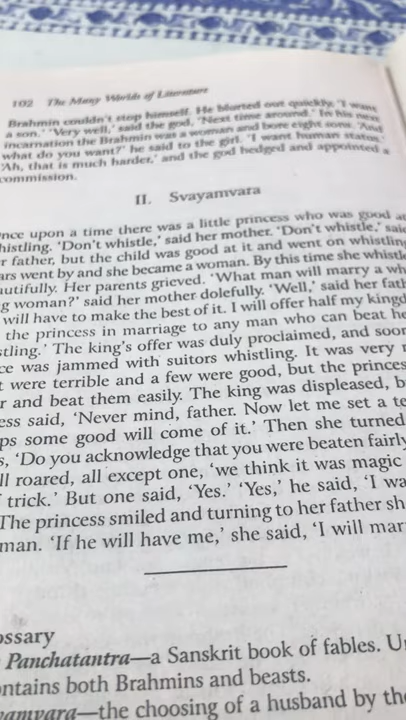 102 The Many Worlds of Literature
Brahmin couldn't stop himself. He blurted out quickly, 'I want
a son.' 'Very well,' said the god, 'Next time around.' In his next
incarnation the Brahmin was a woman and bore eight sons. 'And
what do you want?' he said to the girl. 'I want human status.'
'Ah, that is much harder,' and the god hedged and appointed a
commission.
II. Svayamvara
nce upon a time there was a little princess who was good at
histling. 'Don't whistle,' said her mother. 'Don't whistle,' said
r father, but the child was good at it and went on whistlin
ars went by and she became a woman. By this time she whistle
autifully. Her parents grieved. 'What man will marry a wh
g woman?' said her mother dolefully. 'Well,' said her fath
will have to make the best of it. I will offer half my kingd
the princess in marriage to any man who can beat he
stling.' The king's offer was duly proclaimed, and soon
ce was jammed with suitors whistling. It was very n
t were terrible and a few were good, but the princes
r and beat them easily. The king was displeased, b
ess said, 'Never mind, father. Now let me set a te
ps some good will come of it.' Then she turned
s, 'Do you acknowledge that you were beaten fairly
ll roared, all except one, 'we think it was magic
trick.' But one said, 'Yes.' 'Yes,' he said, 'I wa
The princess smiled and turning to her father sh
man. 'If he will have me,' she said, 'I will mar
ossary
Panchatantra—a Sanskrit book of fables. U
ontains both Brahmins and beasts.
yamvara—the choosing of a husband by the